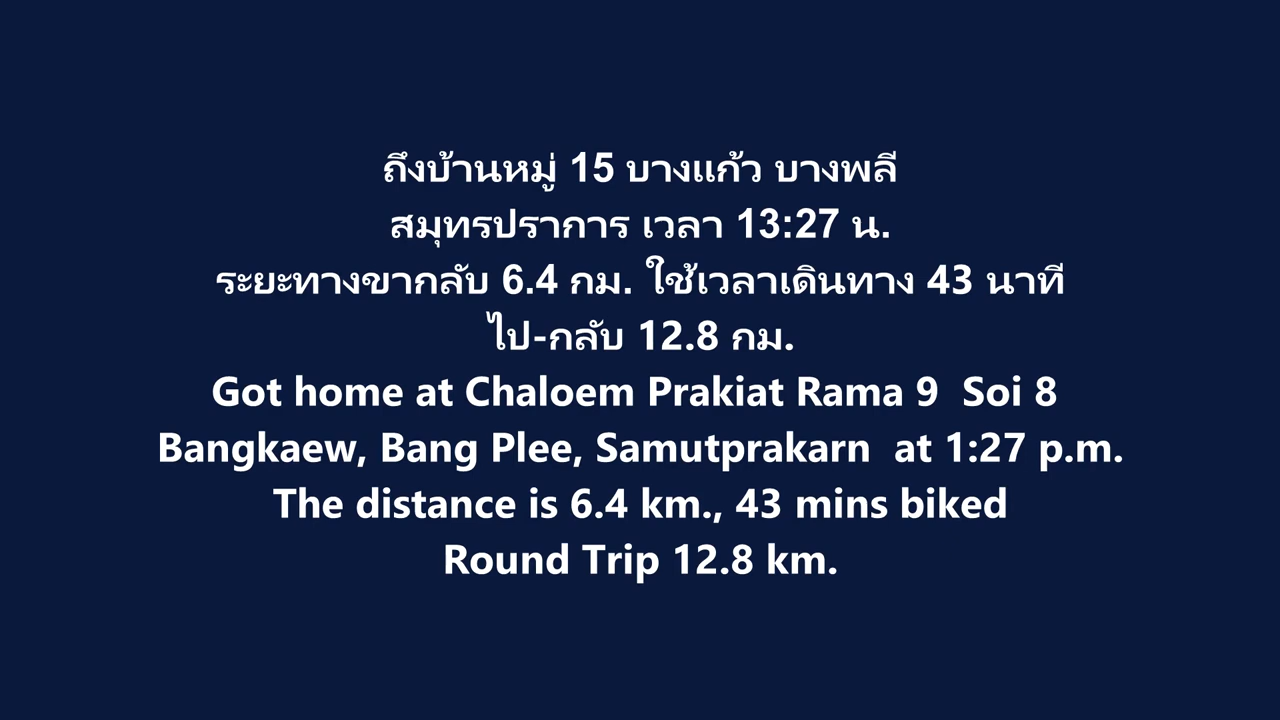 ถึงบ้านหมู่ 15 บางแก้ว บางพลี
สมุทรปราการ เวลา 13:27 น.
ระยะทางขากลับ 6.4 กม. ใช้เวลาเดินทาง 43 นาที
ไป-กลับ 12.8 กม.
Got home at Chaloem Prakiat Rama 9 Soi 8
Bangkaew, Bang Plee, Samutprakarn at 1:27 p.m.
The distance is 6.4 km., 43 mins biked
Round Trip 12.8 km.